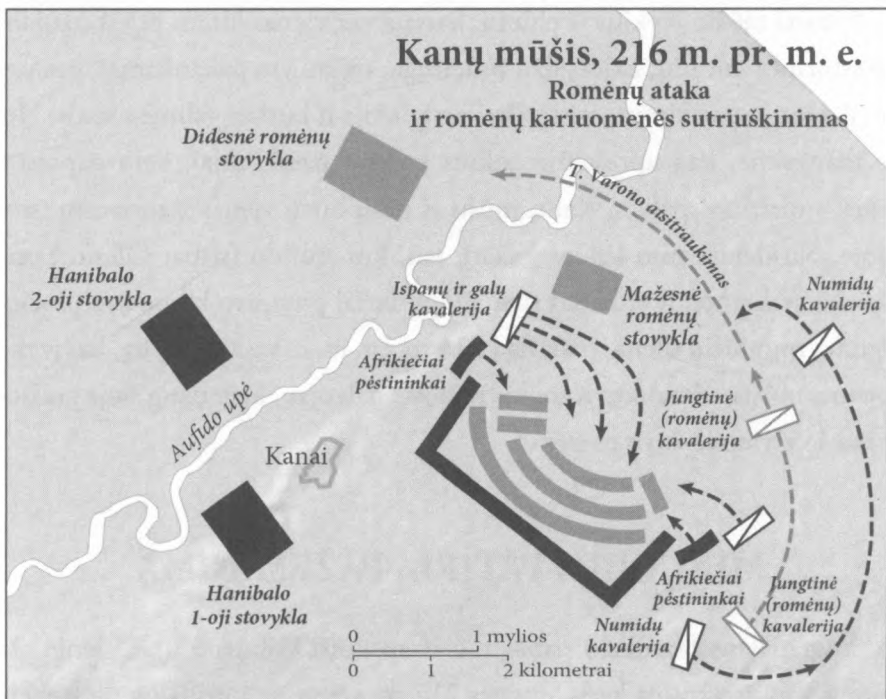 Kanų mūšis, 216 m. pr. m. e.
Romėnų ataka
ir romėnų kariuomenės sutriuškinimas
Didesnė romėnų
stovykla
T. Varono atsitraukimas
Hanibalo
2-oji stovykla
Ispanų ir galų
kavalerija
Mažesnė
romėnų
stovykla
Numidų
kavalerija
Afrikiečiai
pėstininkai
Jungtinė
(romėnų)
kavalerija
Aufido upė
Kanai
Hanibalo
1-oji stovykla
Afrikiečiai
pėstininkai
Jungtinė
(romėnų)
kavalerija
Numidų
kavalerija
0 1 mylios
0 1 2 kilometrai